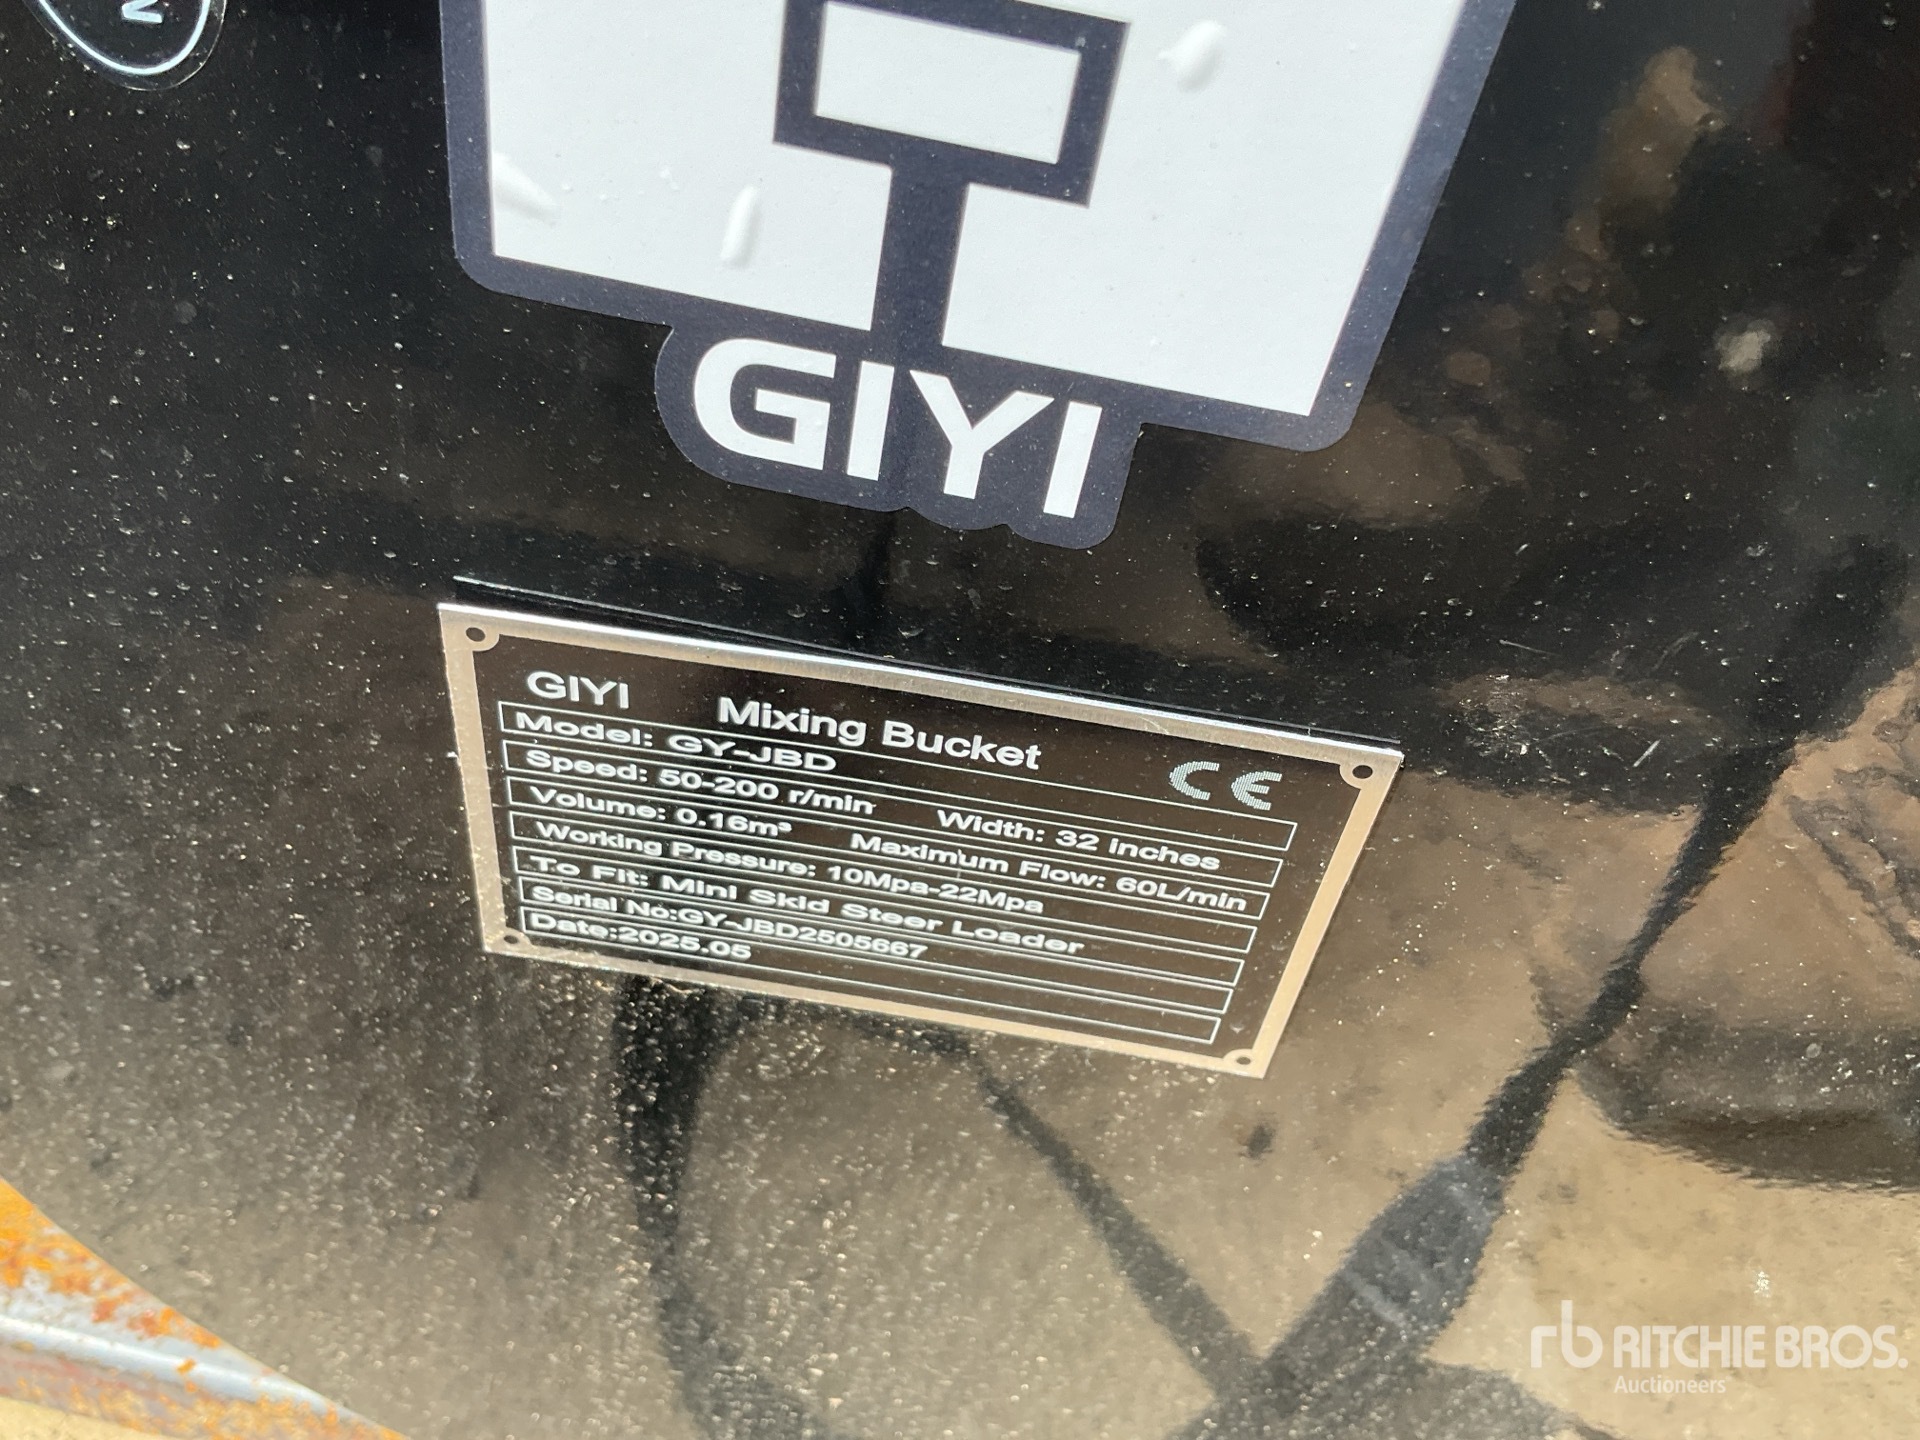 N
GIYI
GIYI Mixing Bucket
Model: GY-JBD
CE
Speed: 50-200 r/min Width: 32 inches
Volume: 0.16m³ Maximum Flow: 60L/min
Working Pressure: 10Mpa-22Mpa
To Fit: Mini Skid Steer Loader
Serial No:GY-JBD2505667
Date:2025.05
rb RITCHIE BROS.
Auctioneers